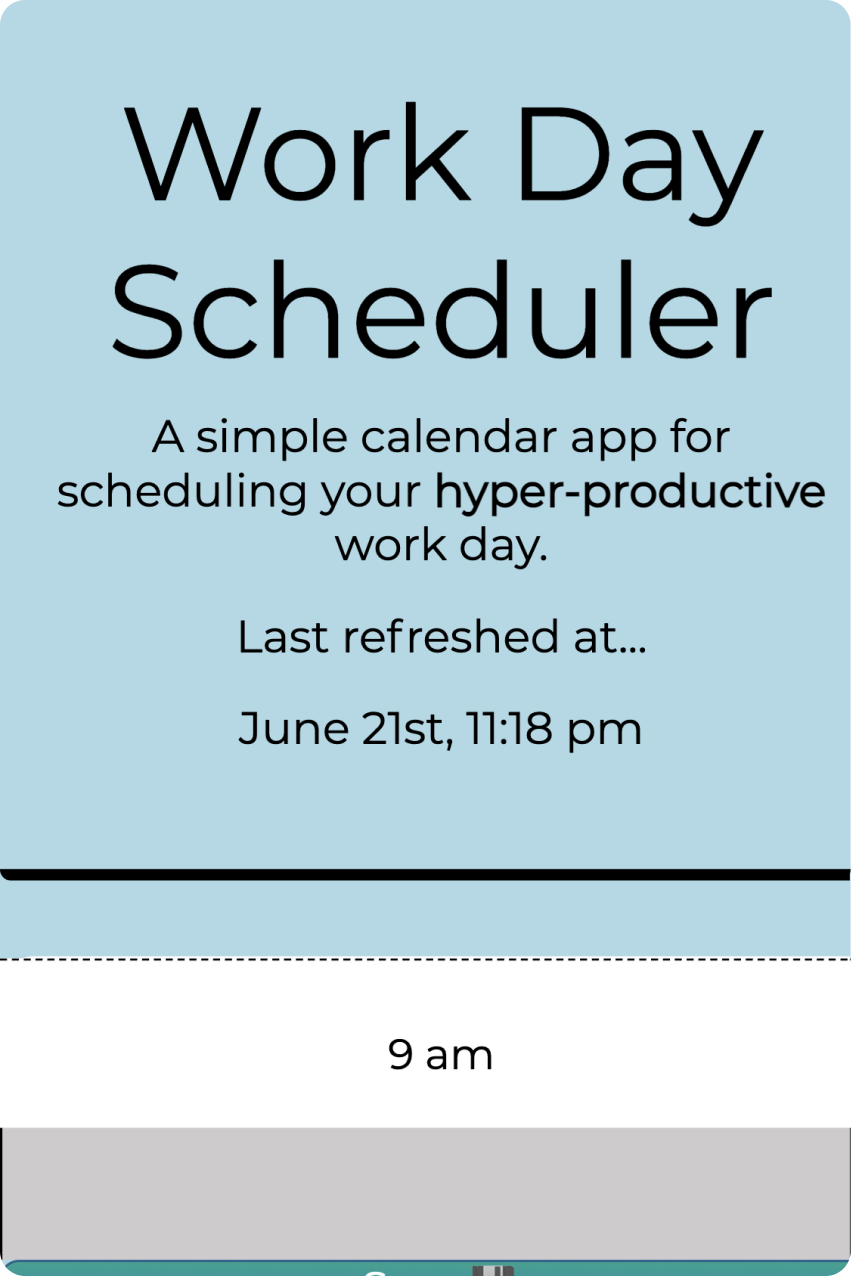 Work Day
Scheduler
A simple calendar app for
scheduling your hyper-productive
work day.
Last refreshed at...
June 21st, 11:18 pm
9 am